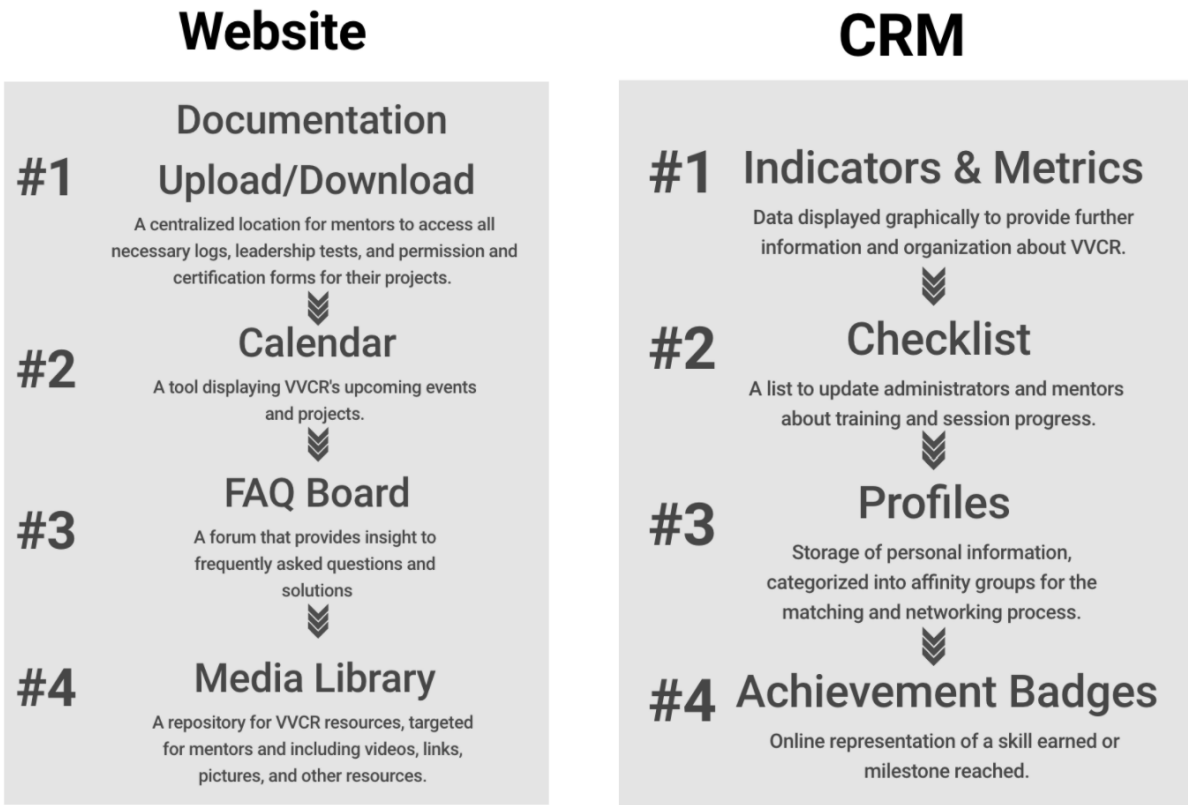 Website
Documentation
#1
Upload/Download
A centralized location for mentors to access all
necessary logs, leadership tests, and permission and
certification forms for their projects.
#2
Calendar
A tool displaying VVCR's upcoming events
and projects.
#3
FAQ Board
A forum that provides insight to
frequently asked questions and
solutions
#4
Media Library
A repository for VVCR resources, targeted
for mentors and including videos, links,
pictures, and other resources.
CRM
#1 Indicators & Metrics
Data displayed graphically to provide further
information and organization about VVCR.
#2
Checklist
A list to update administrators and mentors
about training and session progress.
#3
Profiles
Storage of personal information,
categorized into affinity groups for the
matching and networking process.
#4 Achievement Badges
Online representation of a skill earned or
milestone reached.